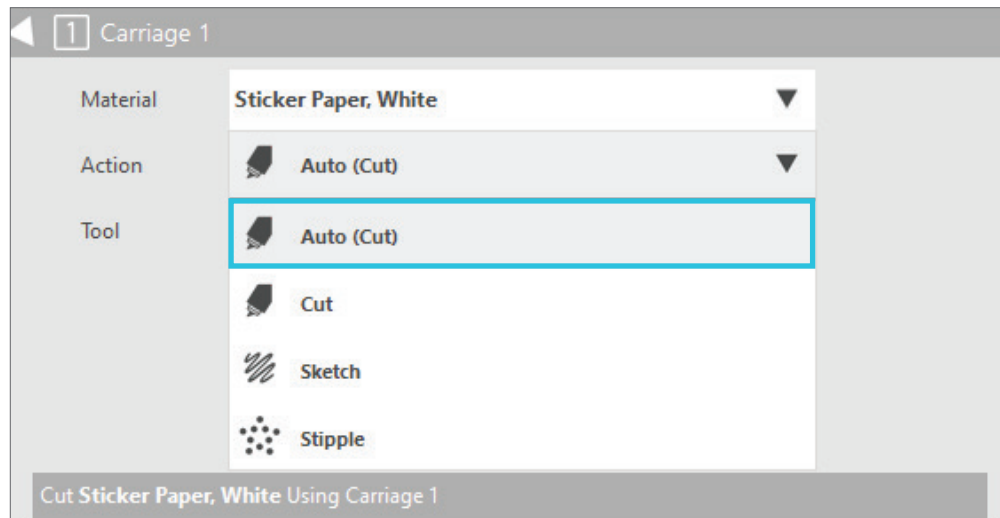 1 Carriage 1
Material Sticker Paper, White
Action Auto (Cut)
Tool Auto (Cut)
Cut
Sketch
Stipple
Cut Sticker Paper, White Using Carriage 1